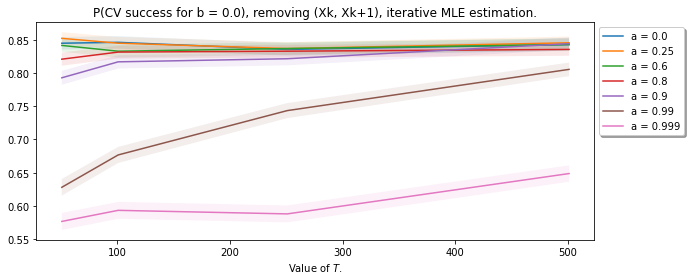 P(CV success for b = 0.0), removing (Xk, Xk+1), iterative MLE estimation.
0.85
0.80
0.75
0.70
0.65
0.60
0.55
100
200
300
400
500
Value of T.
a = 0.0
a = 0.25
a = 0.6
a = 0.8
a = 0.9
a = 0.99
a = 0.999